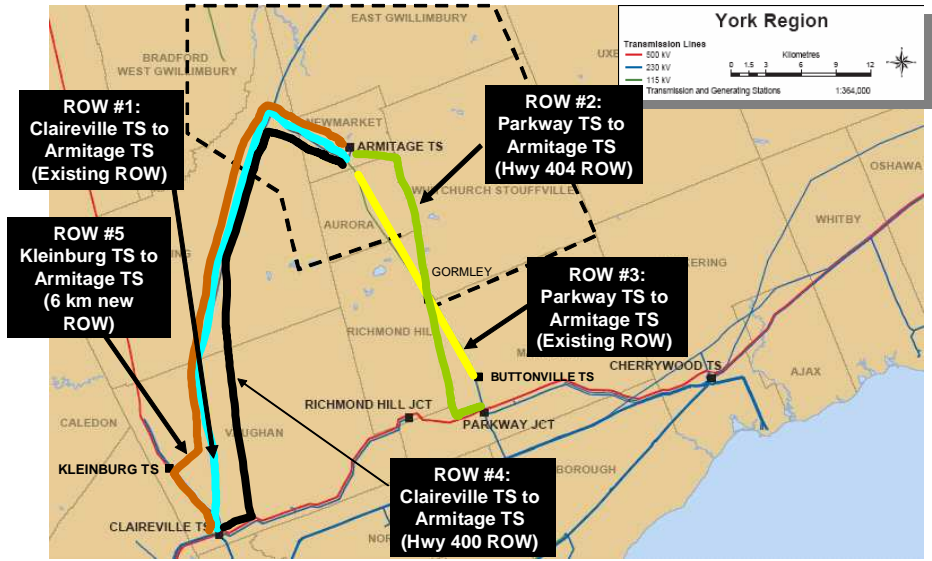 EAST GWILLIMBURY
York Region
Transmission Lines
500 kV
230 kV
115 kV
Transmission and Generating Stations
Kilometres
0 1.5 3 6 9 12
1:364,000
BRADFORD
WEST GWILLIMBURY
ROW #1:
Claireville TS to
Armitage TS
(Existing ROW)
NEWMARKET
ARMITAGE TS
ROW #2:
Parkway TS to
Armitage TS
(Hwy 404 ROW)
WHITCHURCH STOUFFVILLE
OSHAWA
WHITBY
AURORA
ROW #5
Kleinburg TS to
Armitage TS
(6 km new
ROW)
GORMLEY
ROW #3:
Parkway TS to
Armitage TS
(Existing ROW)
RICHMOND HILL
BUTTONVILLE TS
CHERRYWOOD TS
AJAX
RICHMOND HILL JCT
PARKWAY JCT
CALEDON
VAUGHAN
KLEINBURG TS
ROW #4:
Claireville TS to
Armitage TS
(Hwy 400 ROW)
CLAIREVILLE TS